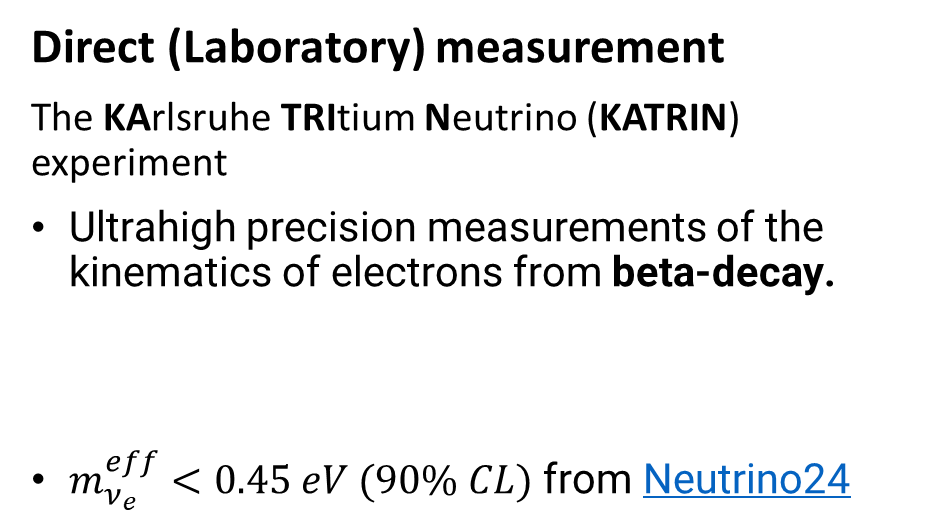 Direct (Laboratory) measurement
The KArlsruhe TRItium Neutrino (KATRIN)
experiment
• Ultrahigh precision measurements of the
kinematics of electrons from beta-decay.
• $m_{\nu_e}^{eff} < 0.45\ eV\ (90\%\ CL)$ from Neutrino24